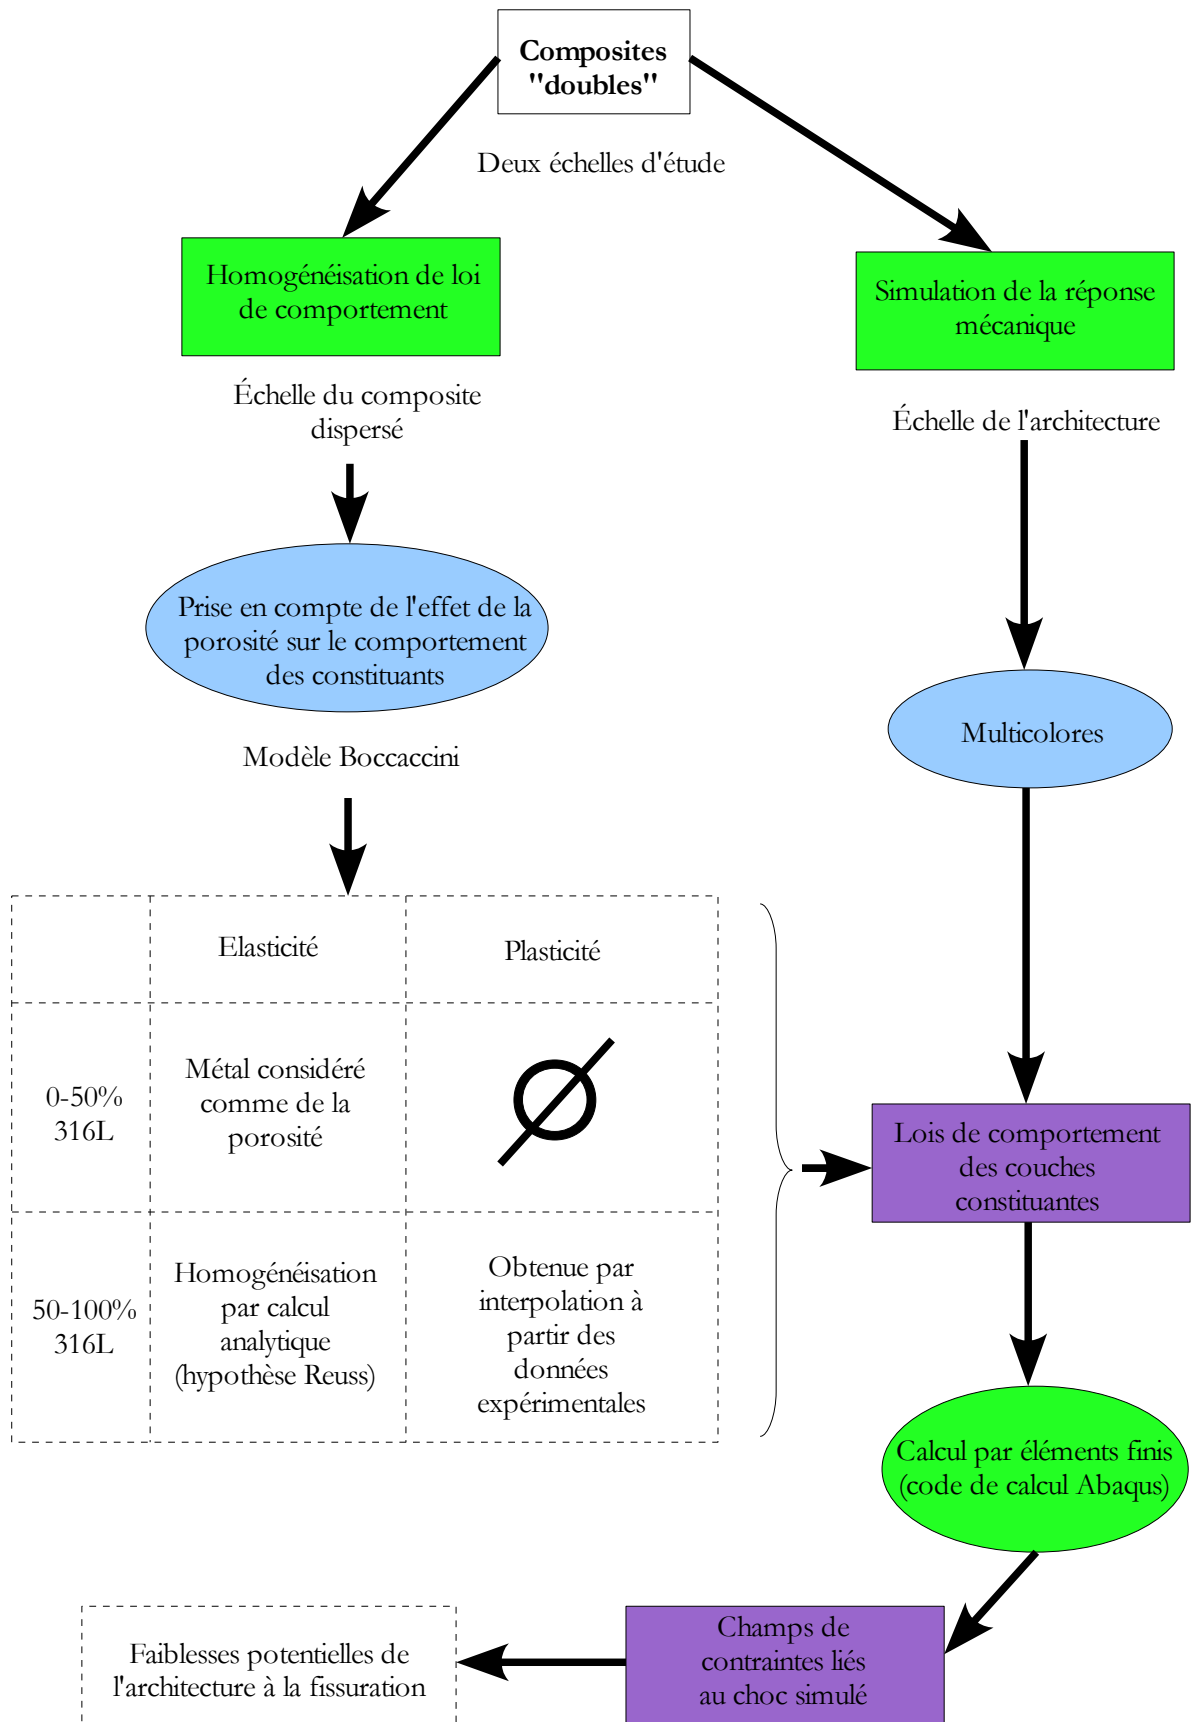 Composites
"doubles"
Deux échelles d'étude
Homogénéisation de loi
de comportement
Simulation de la réponse
mécanique
Échelle du composite
dispersé
Échelle de l'architecture
Prise en compte de l'effet de la
porosité sur le comportement
des constituants
Multicolores
Modèle Boccaccini
Elasticité
Plasticité
0-50%
316L
Métal considéré
comme de la
porosité
50-100%
316L
Homogénéisation
par calcul
analytique
(hypothèse Reuss)
Obtenue par
interpolation à
partir des
données
expérimentales
Lois de comportement
des couches
constituantes
Calcul par éléments finis
(code de calcul Abaqus)
Champs de
contraintes liés
au choc simulé
Faiblesses potentielles de
l'architecture à la fissuration